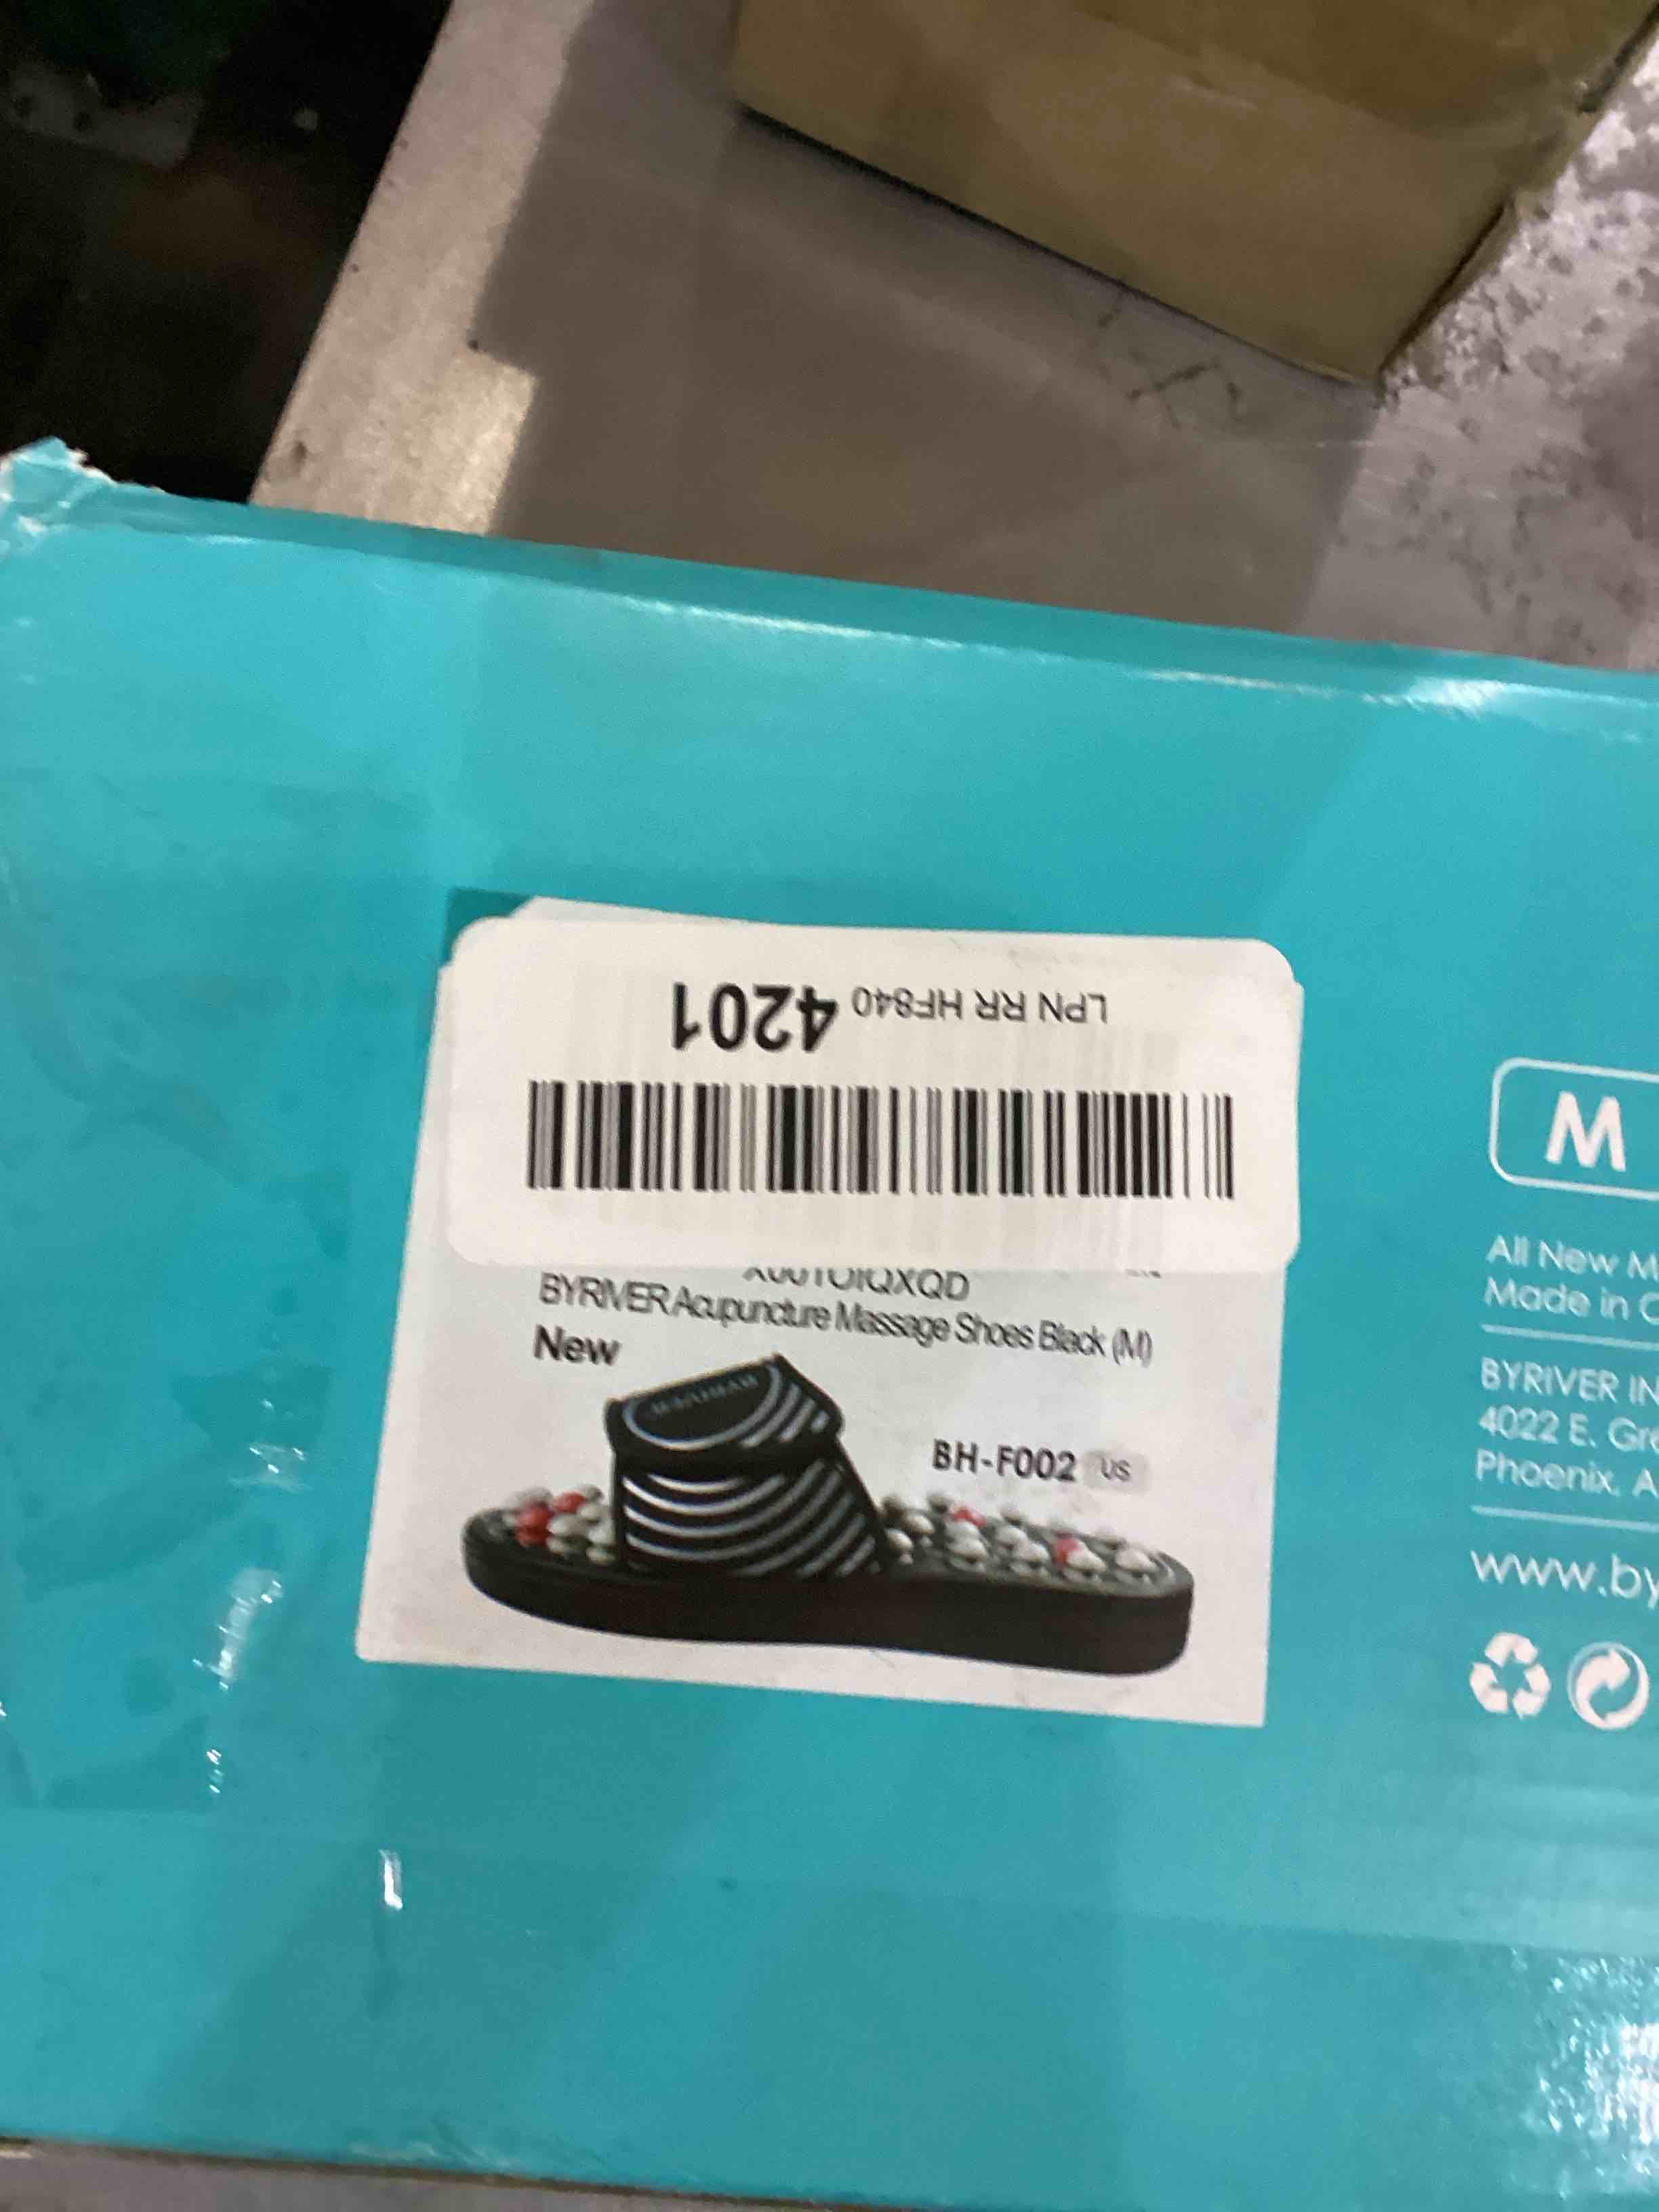 LPN RR HF840 4201
BYRIVER Acupuncture Massage Shoes Black (M)
New
BH-F002 US
M
All New M
Made in C
BYRIVER IN
4022 E. Gre
Phoenix, A
www.by